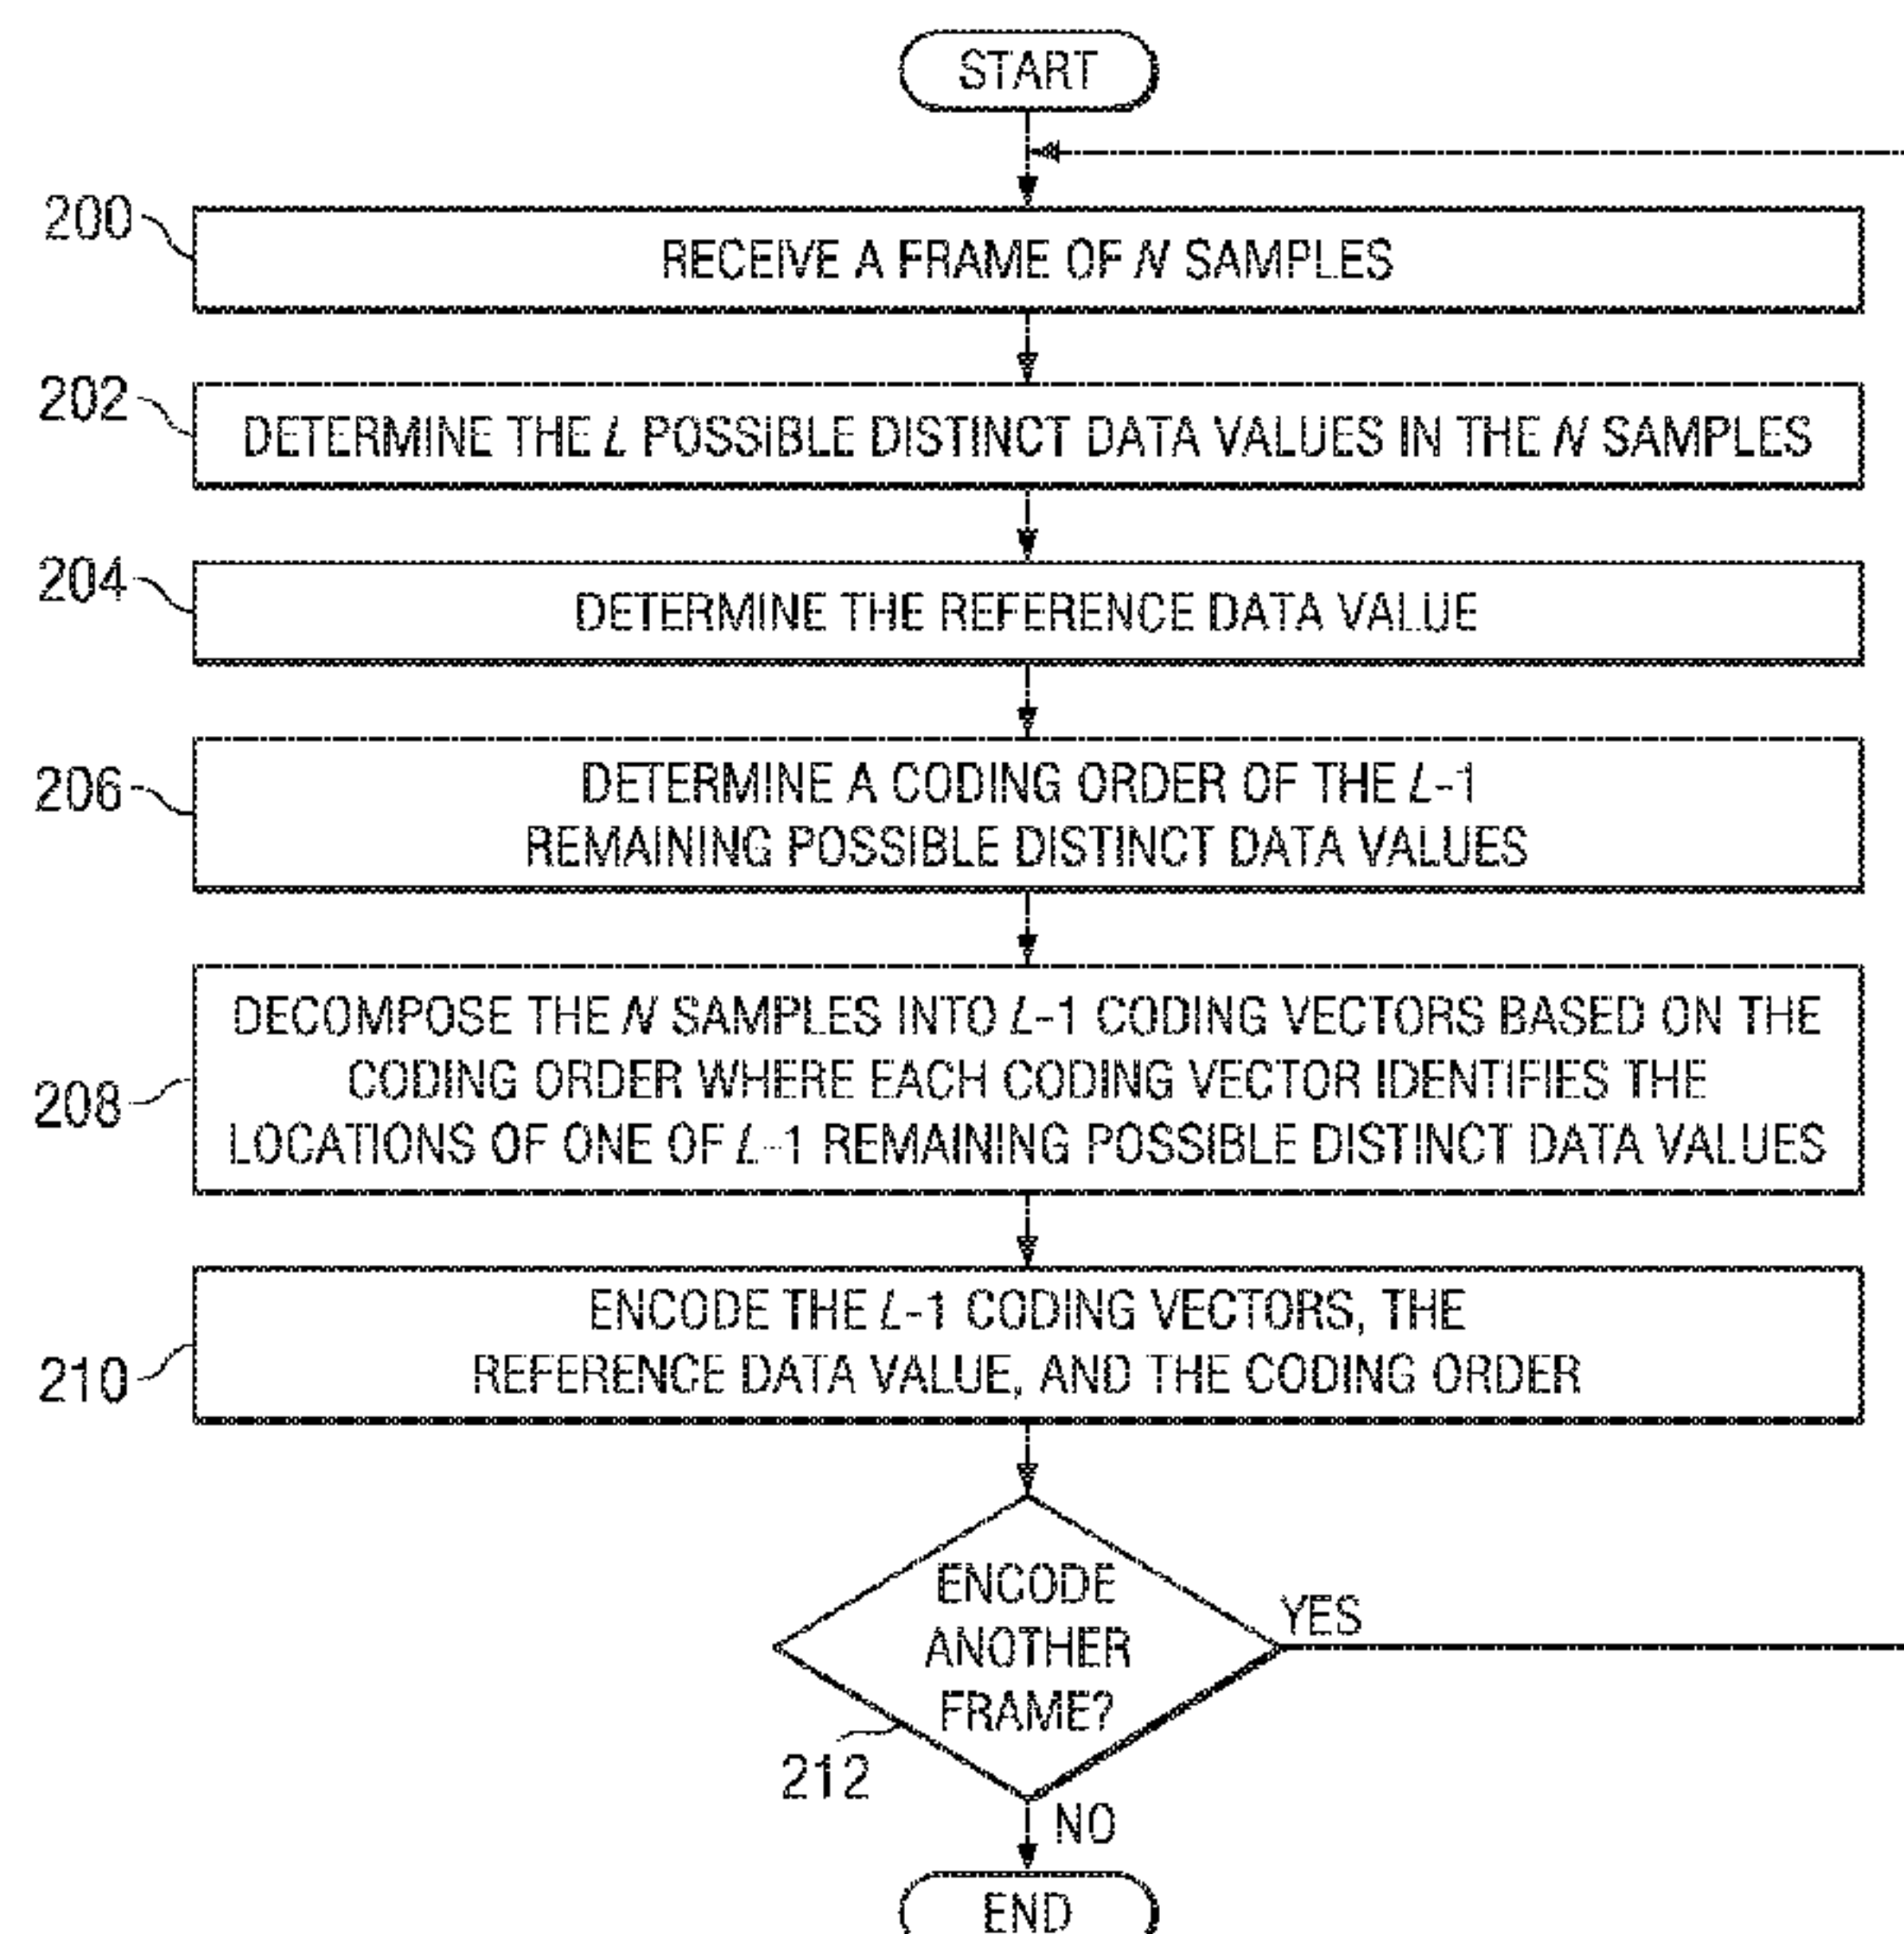 START
200
RECEIVE A FRAME OF N SAMPLES
202
DETERMINE THE L POSSIBLE DISTINCT DATA VALUES IN THE N SAMPLES
204
DETERMINE THE REFERENCE DATA VALUE
206
DETERMINE A CODING ORDER OF THE L-1
REMAINING POSSIBLE DISTINCT DATA VALUES
208
DECOMPOSE THE N SAMPLES INTO L-1 CODING VECTORS BASED ON THE
CODING ORDER WHERE EACH CODING VECTOR IDENTIFIES THE
LOCATIONS OF ONE OF L-1 REMAINING POSSIBLE DISTINCT DATA VALUES
210
ENCODE THE L-1 CODING VECTORS, THE
REFERENCE DATA VALUE, AND THE CODING ORDER
ENCODE
ANOTHER
FRAME?
YES
212
NO
END